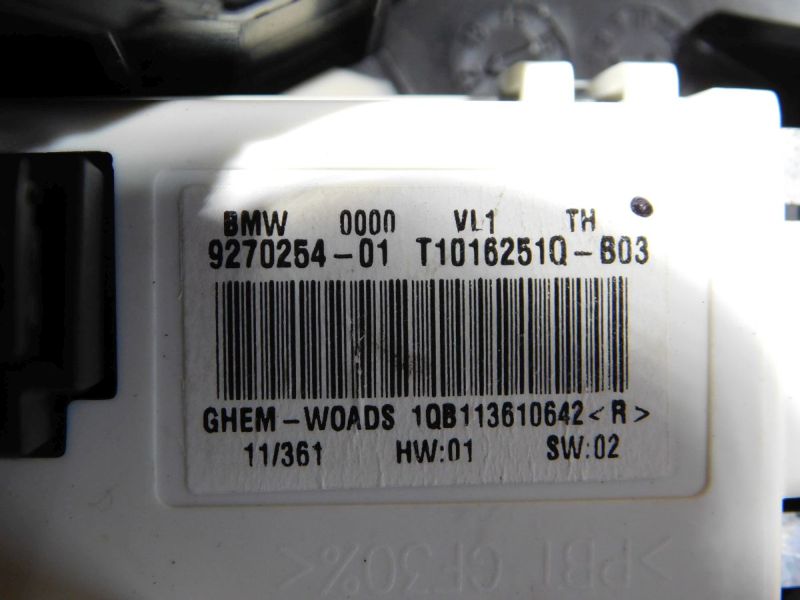 BMW 0000 VL1 TH
9270254-01 T1016251Q-B03
GHEM-WOADS 1QB113610642<R>
11/361 HW:01 SW:02
>PBT GF30%<